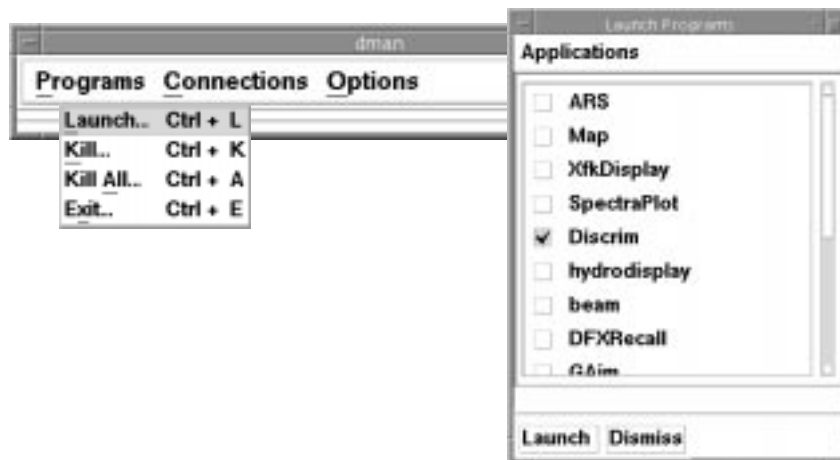 dman
Programs Connections Options
Launch... Ctrl + L
Kill... Ctrl + K
Kill All... Ctrl + A
Exit... Ctrl + E
Launch Programs
Applications
ARS
Map
XfkDisplay
SpectraPlot
Discrim
hydrodisplay
beam
DFXRecall
GAim
Launch Dismiss